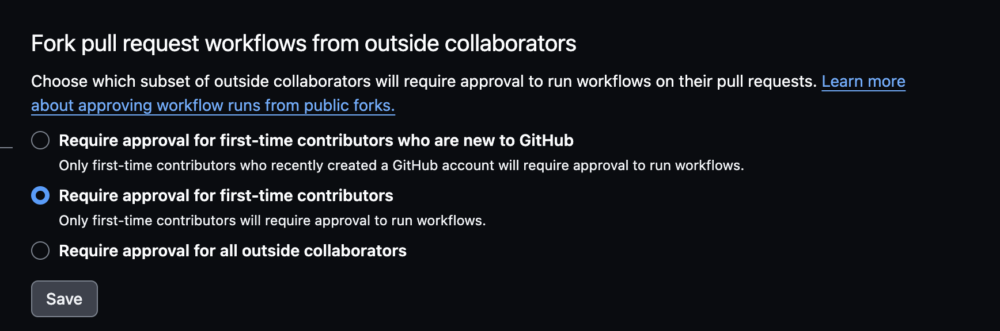 Fork pull request workflows from outside collaborators
Choose which subset of outside collaborators will require approval to run workflows on their pull requests. Learn more
about approving workflow runs from public forks.
Require approval for first-time contributors who are new to GitHub
Only first-time contributors who recently created a GitHub account will require approval to run workflows.
Require approval for first-time contributors
Only first-time contributors will require approval to run workflows.
Require approval for all outside collaborators
Save